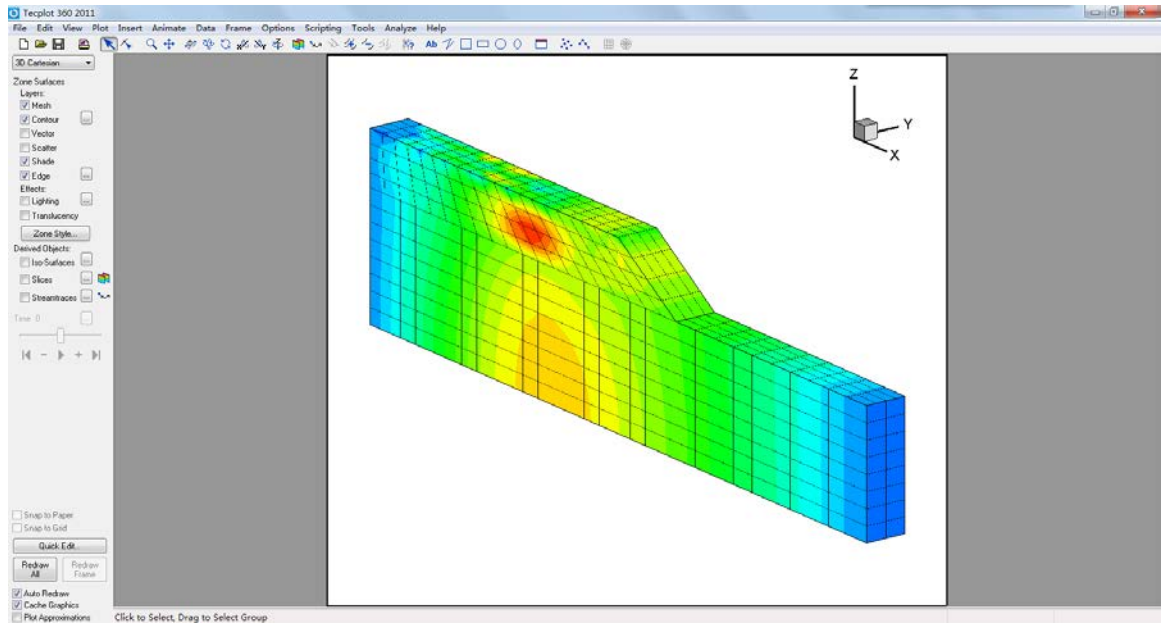 Tecplot 360 2011
File Edit View Plot Insert Animate Data Frame Options Scripting Tools Analyze Help
3D Cartesian
Zone Surfaces
Layers:
Mesh
Contour
Vector
Scatter
Shade
Edge
Effects:
Lighting
Translucency
Zone Style...
Derived Objects:
Iso-Surfaces
Slices
Streamtraces
Time: 0
Snap to Paper
Snap to Grid
Quick Edit...
Redraw All
Redraw Frame
Auto Redraw
Cache Graphics
Plot Approximations
Click to Select, Drag to Select Group
Z
Y
X